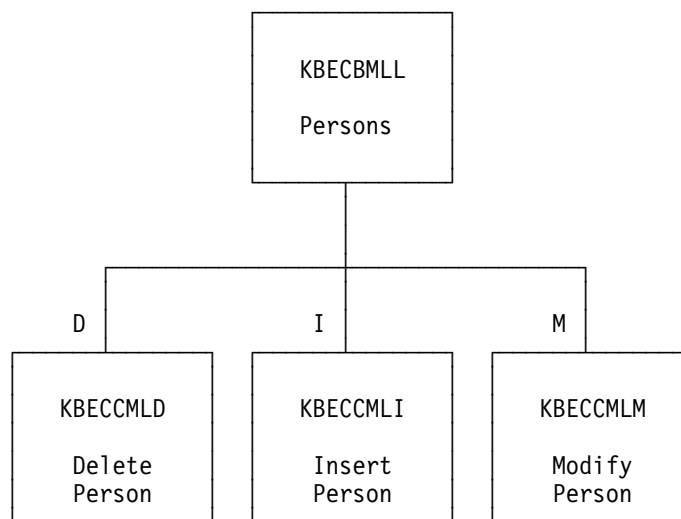 KBECBMLL
Persons
D
I
M
KBECCMLD
Delete
Person
KBECCMLI
Insert
Person
KBECCMLM
Modify
Person